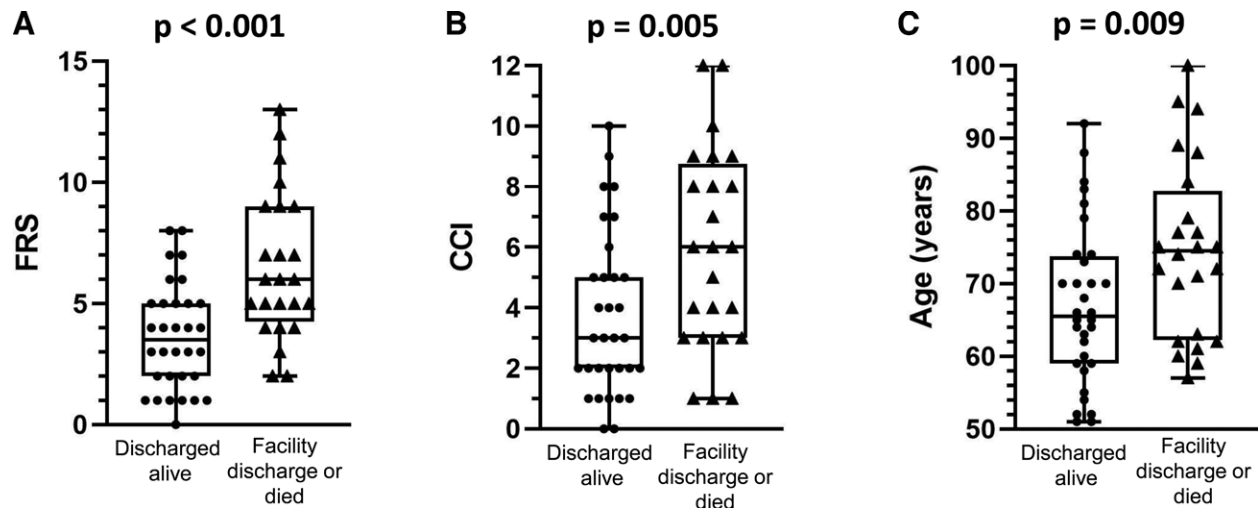 A
p < 0.001
15
10
5
0
FRS
Discharged
alive
Facility
discharge or
died
B
p = 0.005
12
10
8
6
4
2
0
CCI
Discharged
alive
Facility
discharge or
died
C
p = 0.009
100
90
80
70
60
50
Age (years)
Discharged
alive
Facility
discharge or
died